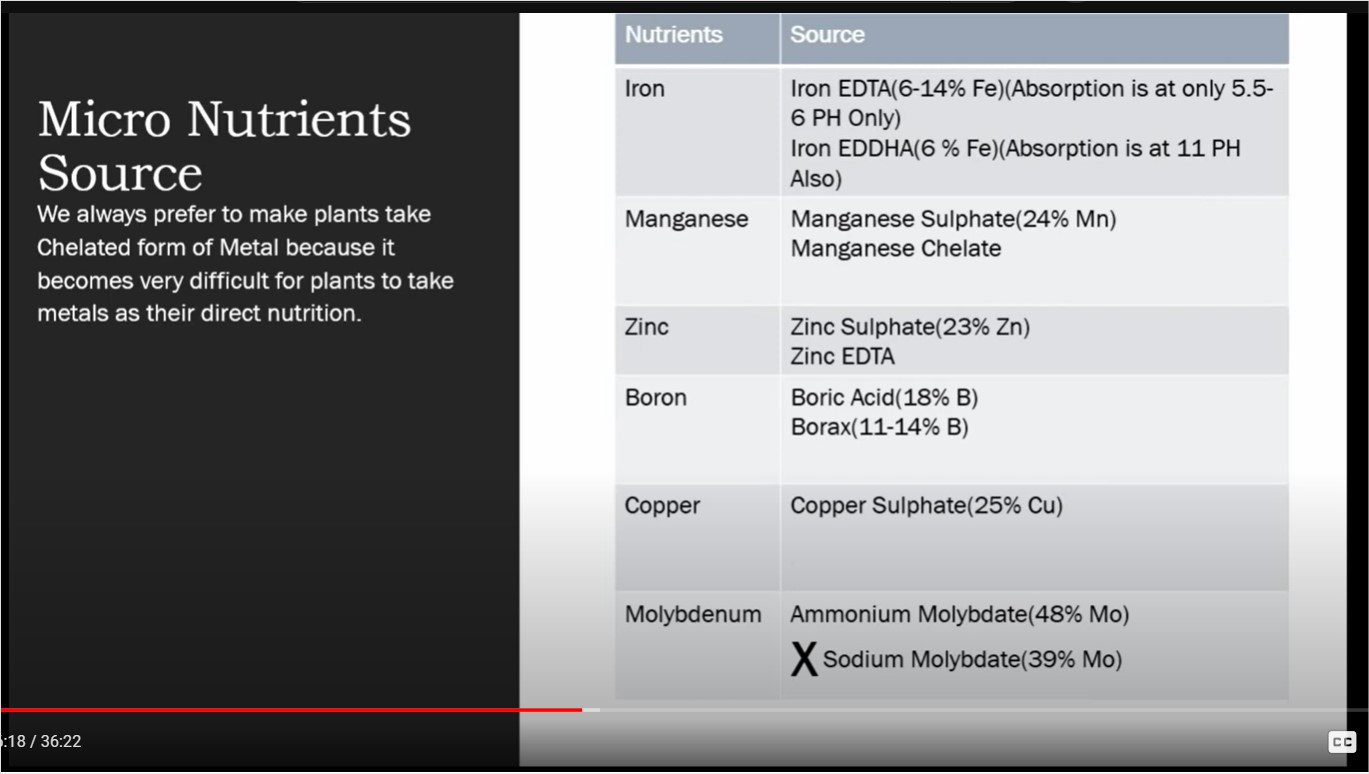 Micro Nutrients
Source
We always prefer to make plants take
Chelated form of Metal because it
becomes very difficult for plants to take
metals as their direct nutrition.
Nutrients Source
Iron Iron EDTA(6-14% Fe)(Absorption is at only 5.5-
6 PH Only)
Iron EDDHA(6 % Fe)(Absorption is at 11 PH
Also)
Manganese Manganese Sulphate(24% Mn)
Manganese Chelate
Zinc Zinc Sulphate(23% Zn)
Zinc EDTA
Boron Boric Acid(18% B)
Borax(11-14% B)
Copper Copper Sulphate(25% Cu)
Molybdenum Ammonium Molybdate(48% Mo)
X Sodium Molybdate(39% Mo)
:18 / 36:22
CC